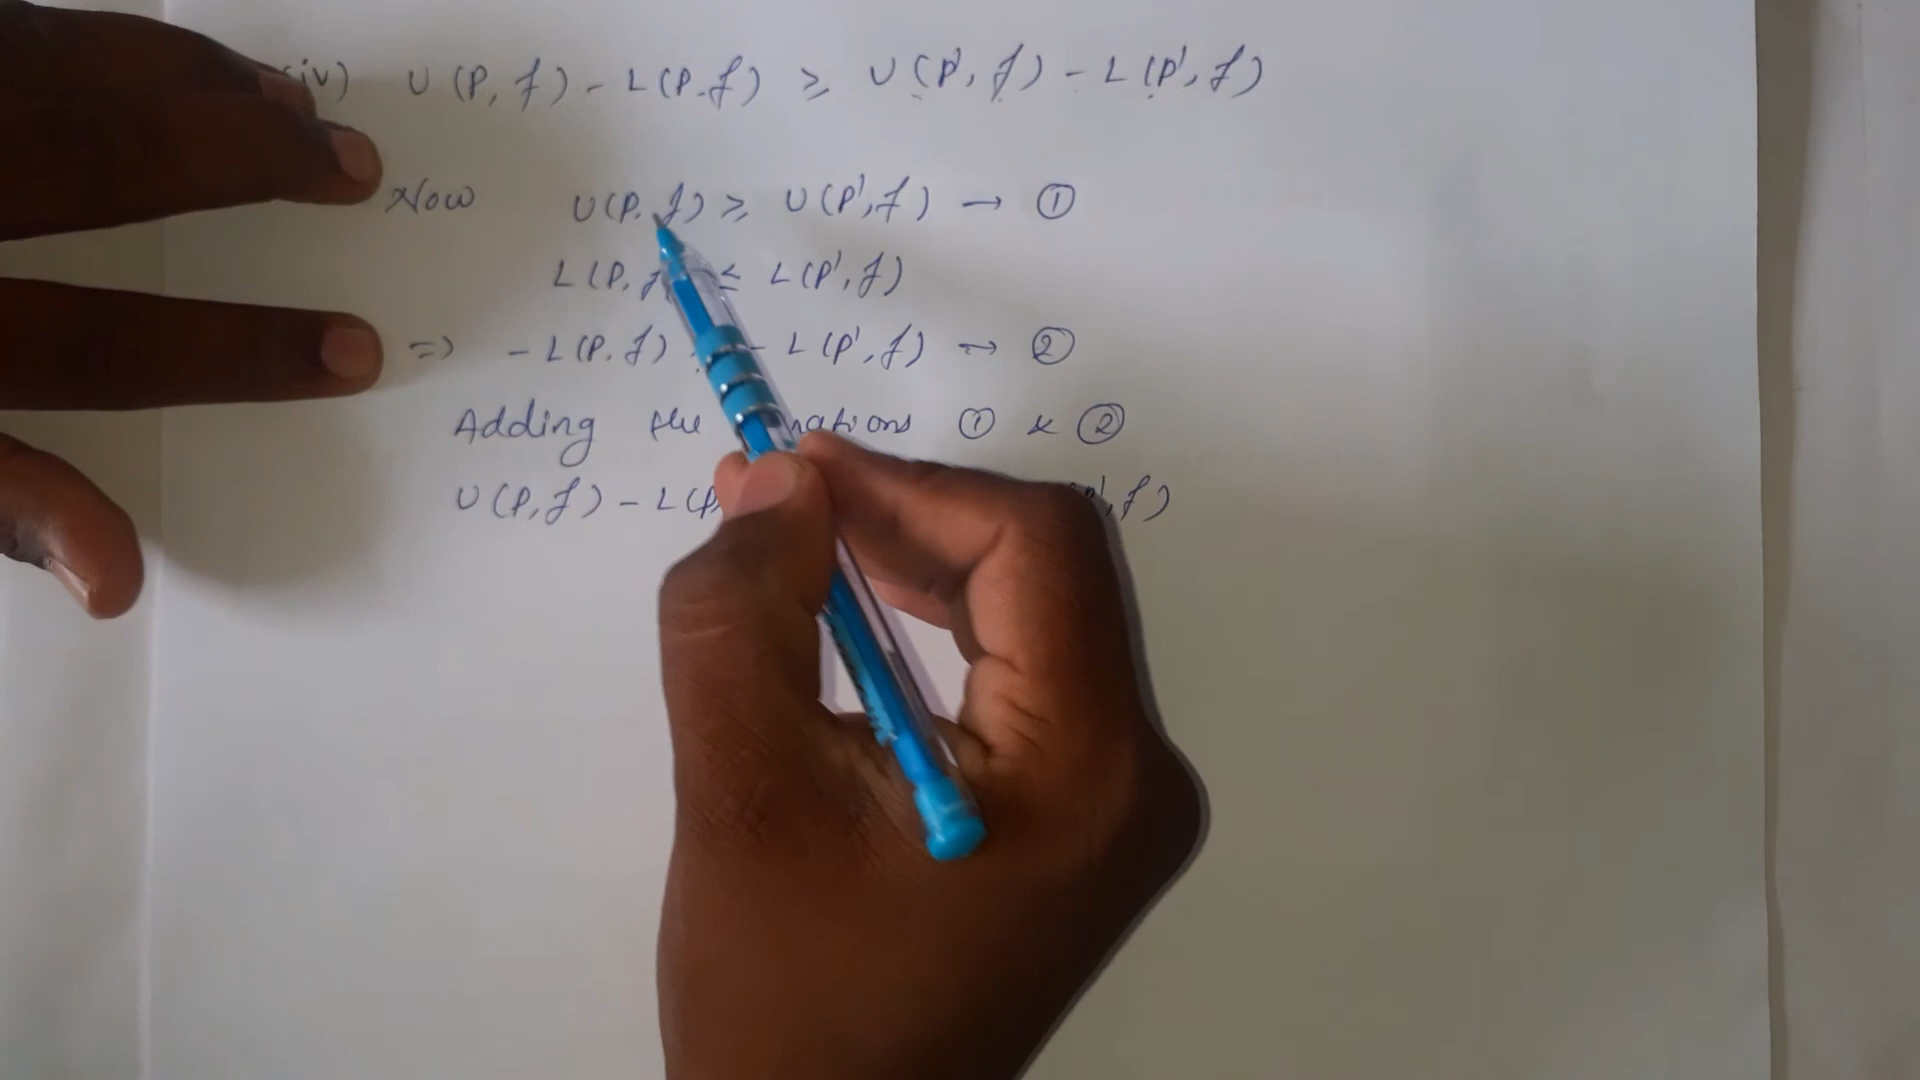 iv) U(P, f) - L(P.f) ≥ U(P', f) - L(P', f)
Now U(P, f) ≥ U(P', f) → ①
L(P, f ≤ L(P', f)
=> - L(P. f) - L(P', f) → ②
Adding the ① & ②
U(P, f) - L(P ', f)